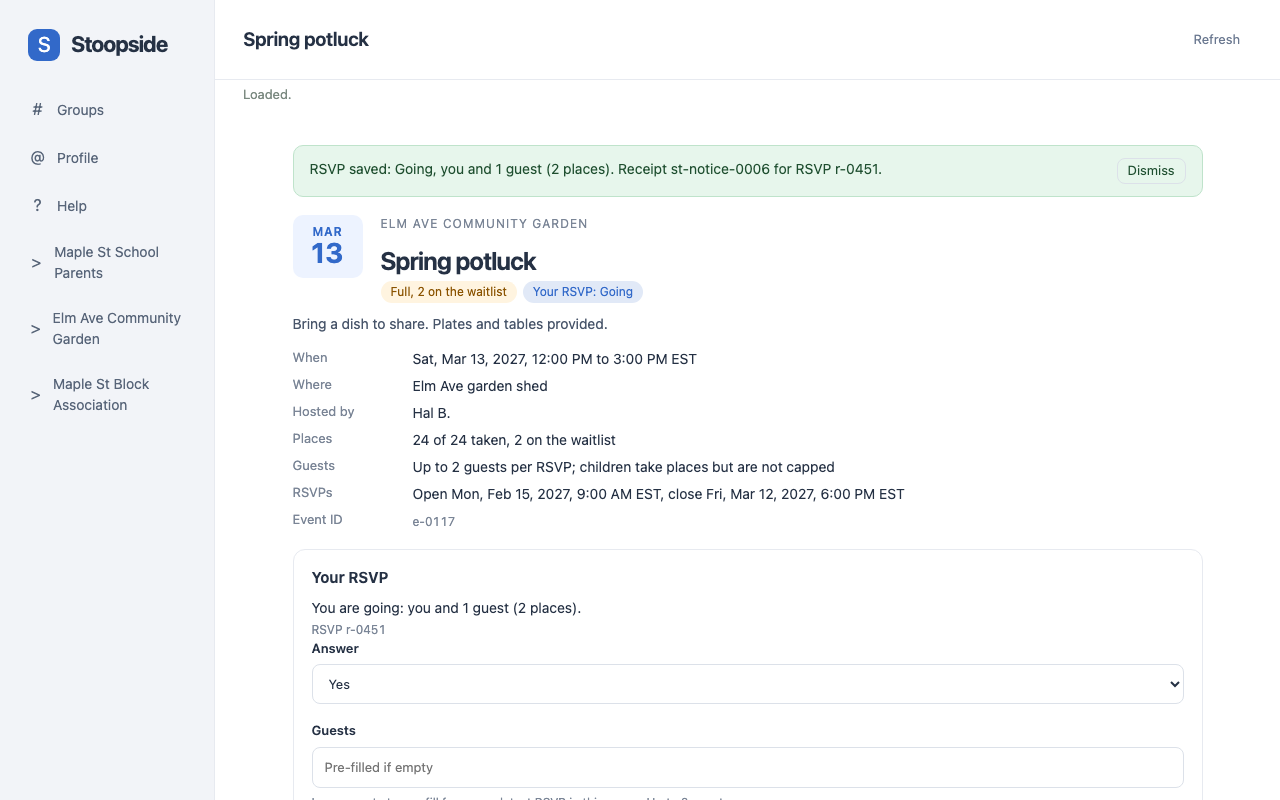 S Stoopside
# Groups
@ Profile
? Help
> Maple St School
Parents
> Elm Ave Community
Garden
> Maple St Block
Association
Spring potluck
Refresh
Loaded.
RSVP saved: Going, you and 1 guest (2 places). Receipt st-notice-0006 for RSVP r-0451.
Dismiss
MAR
13
ELM AVE COMMUNITY GARDEN
Spring potluck
Full, 2 on the waitlist
Your RSVP: Going
Bring a dish to share. Plates and tables provided.
When Sat, Mar 13, 2027, 12:00 PM to 3:00 PM EST
Where Elm Ave garden shed
Hosted by Hal B.
Places 24 of 24 taken, 2 on the waitlist
Guests Up to 2 guests per RSVP; children take places but are not capped
RSVPs Open Mon, Feb 15, 2027, 9:00 AM EST, close Fri, Mar 12, 2027, 6:00 PM EST
Event ID e-0117
Your RSVP
You are going: you and 1 guest (2 places).
RSVP r-0451
Answer
Yes
Guests
Pre-filled if empty